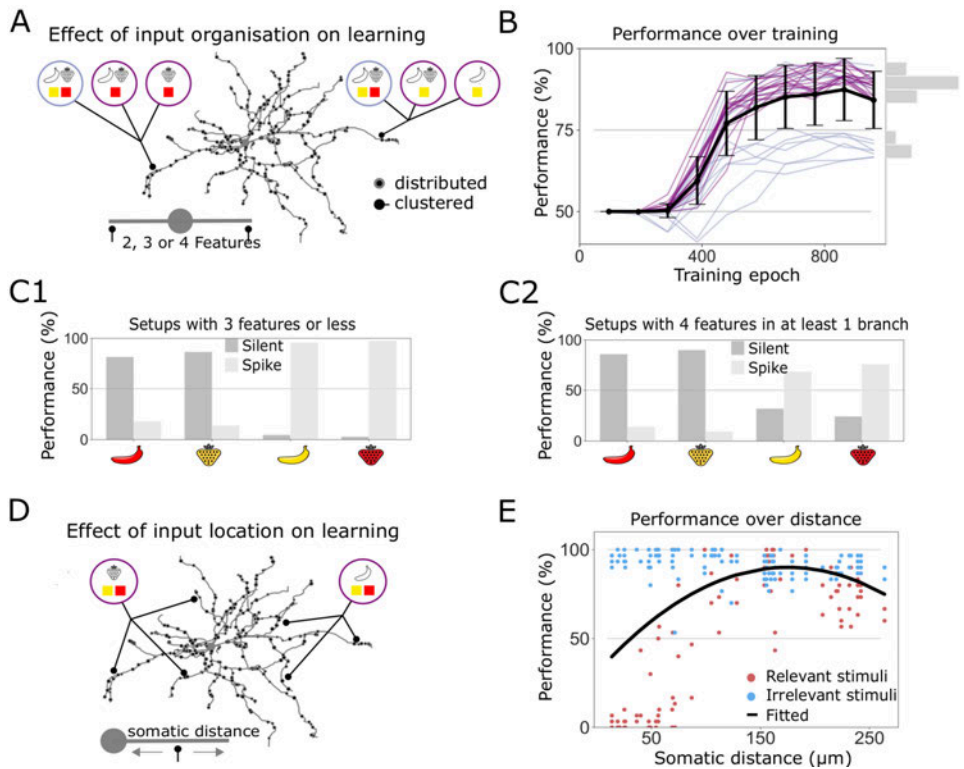 A
Effect of input organisation on learning
distributed
clustered
2, 3 or 4 Features
B
Performance over training
Performance (%)
100
75
50
0
400
800
Training epoch
C1
Setups with 3 features or less
Performance (%)
100
50
0
Silent
Spike
C2
Setups with 4 features in at least 1 branch
Performance (%)
100
50
0
Silent
Spike
D
Effect of input location on learning
somatic distance
E
Performance over distance
Performance (%)
100
50
0
Relevant stimuli
Irrelevant stimuli
Fitted
50
150
250
Somatic distance (μm)